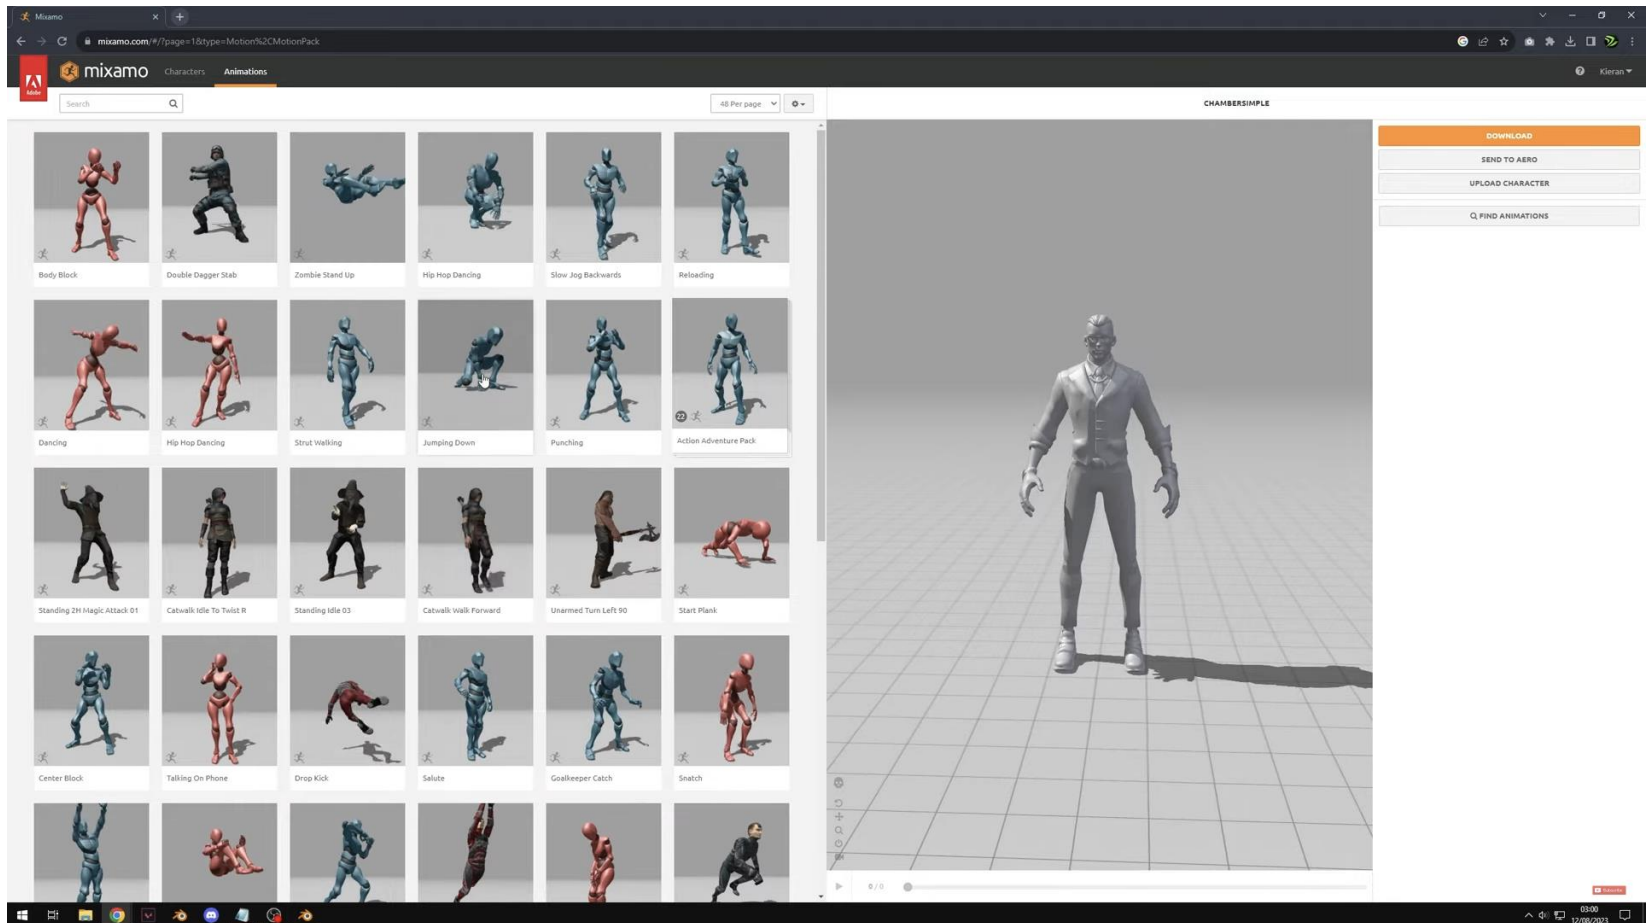 Mixamo
mixamo.com/#/?page=1&type=Motion%2CMotionPack
Adobe
mixamo
Characters
Animations
Kieran
Search
48 Per page
CHAMBERSIMPLE
DOWNLOAD
SEND TO AERO
UPLOAD CHARACTER
FIND ANIMATIONS
Body Block
Double Dagger Stab
Zombie Stand Up
Hip Hop Dancing
Slow Jog Backwards
Reloading
22
Dancing
Hip Hop Dancing
Strut Walking
Jumping Down
Punching
Action Adventure Pack
Standing 2H Magic Attack 01
Catwalk Idle To Twist R
Standing Idle 03
Catwalk Walk Forward
Unarmed Turn Left 90
Start Plank
Center Block
Talking On Phone
Drop Kick
Salute
Goalkeeper Catch
Snatch
0 / 0
Subscribe
03:00
12/08/2023